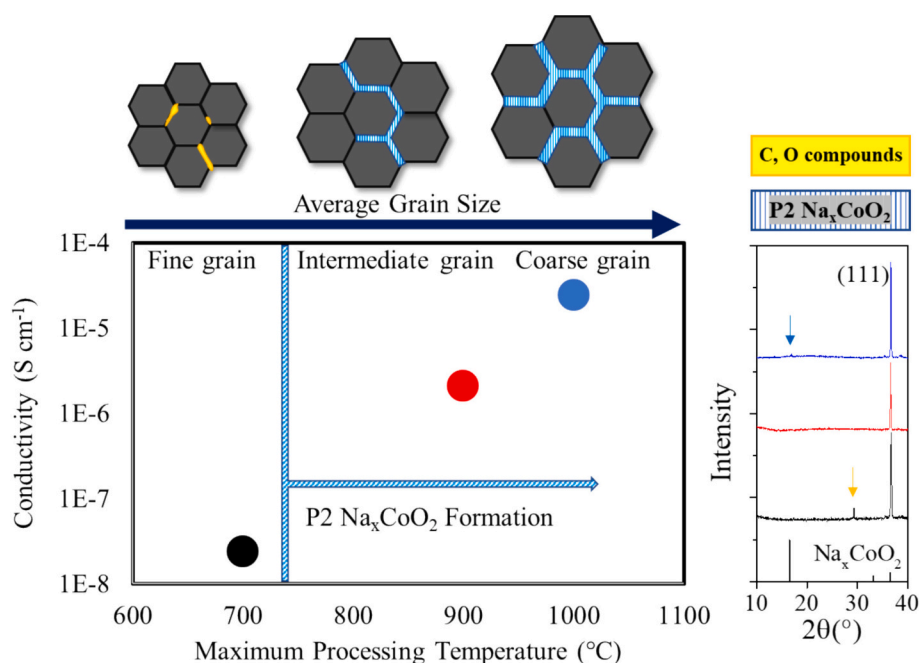 C, O compounds
P2 NaₓCoO₂
Average Grain Size
1E-4
1E-5
1E-6
1E-7
1E-8
Conductivity (S cm⁻¹)
Fine grain
Intermediate grain
Coarse grain
P2 NaₓCoO₂ Formation
600
700
800
900
1000
1100
Maximum Processing Temperature (°C)
(111)
Intensity
NaₓCoO₂
10
20
30
40
2θ(°)